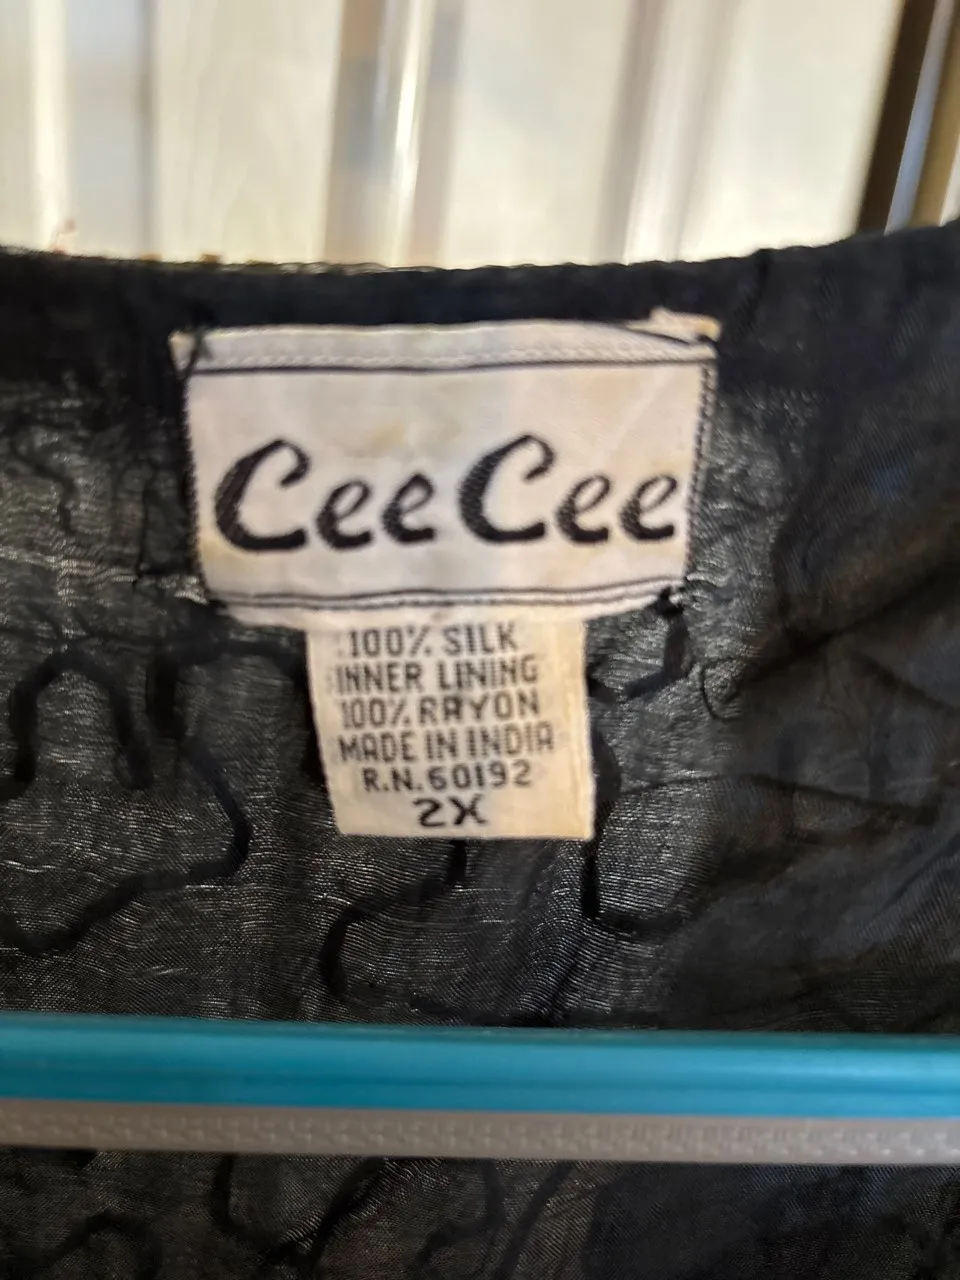 Cee Cee
100% SILK
INNER LINING
100% RAYON
MADE IN INDIA
R.N. 60192
2X